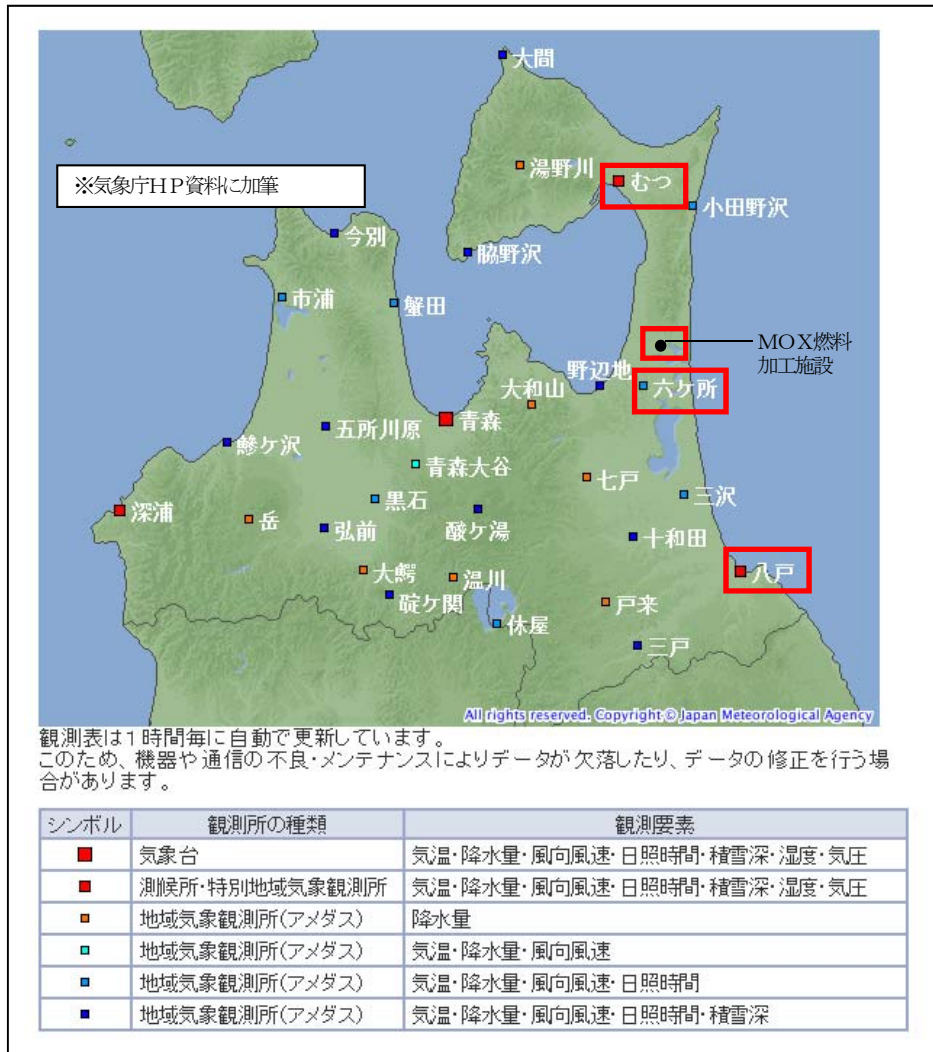 大間
湯野川
むつ
※気象庁HP資料に加筆
小田野沢
今別
脇野沢
市浦
蟹田
MOX燃料
加工施設
野辺地
大和山
六ケ所
青森
五所川原
鰺ケ沢
青森大谷
七戸
三沢
黒石
深浦
岳
弘前
酸ケ湯
十和田
大鰐
温川
八戸
碇ケ関
戸来
休屋
三戸
All rights reserved. Copyright © Japan Meteorological Agency
観測表は1時間毎に自動で更新しています。
このため、機器や通信の不良・メンテナンスによりデータが欠落したり、データの修正を行う場
合があります。
シンボル 観測所の種類 観測要素
気象台 気温・降水量・風向風速・日照時間・積雪深・湿度・気圧
測候所・特別地域気象観測所 気温・降水量・風向風速・日照時間・積雪深・湿度・気圧
地域気象観測所(アメダス) 降水量
地域気象観測所(アメダス) 気温・降水量・風向風速
地域気象観測所(アメダス) 気温・降水量・風向風速・日照時間
地域気象観測所(アメダス) 気温・降水量・風向風速・日照時間・積雪深